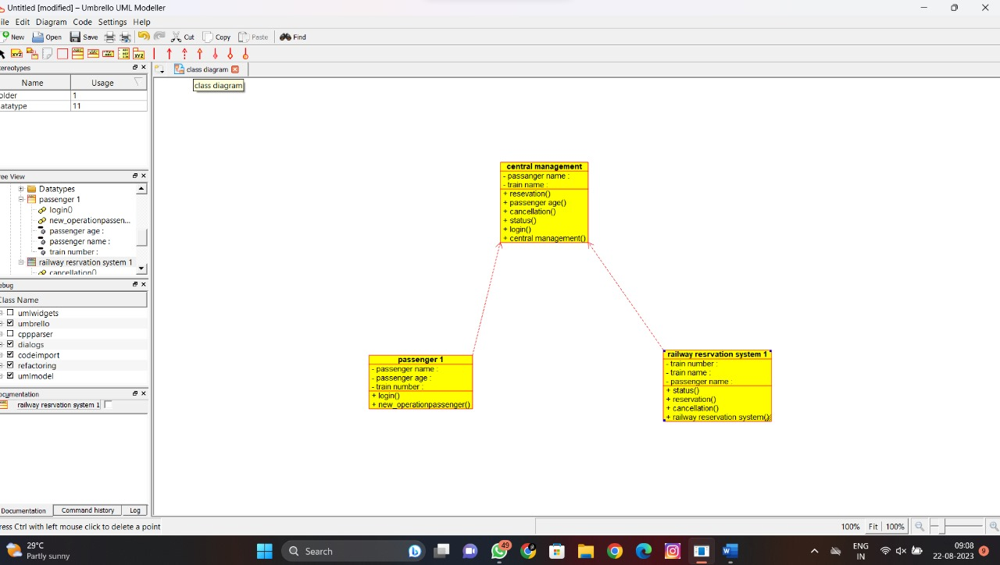 Untitled [modified] – Umbrello UML Modeller
ile Edit Diagram Code Settings Help
New Open Save Cut Copy Paste Find
tereotypes
class diagram
Name Usage
class diagram
older 1
atatype 11
ree View
Datatypes
passenger 1
login()
new_operationpassen...
passenger age :
passenger name :
train number :
railway resrvation system 1
cancellation()
ebug
Class Name
umlwidgets
umbrello
cppparser
dialogs
codeimport
refactoring
umlmodel
ocumentation
railway resrvation system 1
central management
- passanger name :
- train name :
+ resevation()
+ passenger age()
+ cancellation()
+ status()
+ login()
+ central management()
passenger 1
- passenger name :
- passenger age :
- train number :
+ login()
+ new_operationpassenger()
railway resrvation system 1
- train number :
- train name :
- passenger name :
+ status()
+ reservation()
+ cancellation()
+ railway reservation system()
Documentation Command history Log
ress Ctrl with left mouse click to delete a point
100% Fit 100%
29°C
Partly sunny
Search
49
ENG
IN
09:08
22-08-2023
9